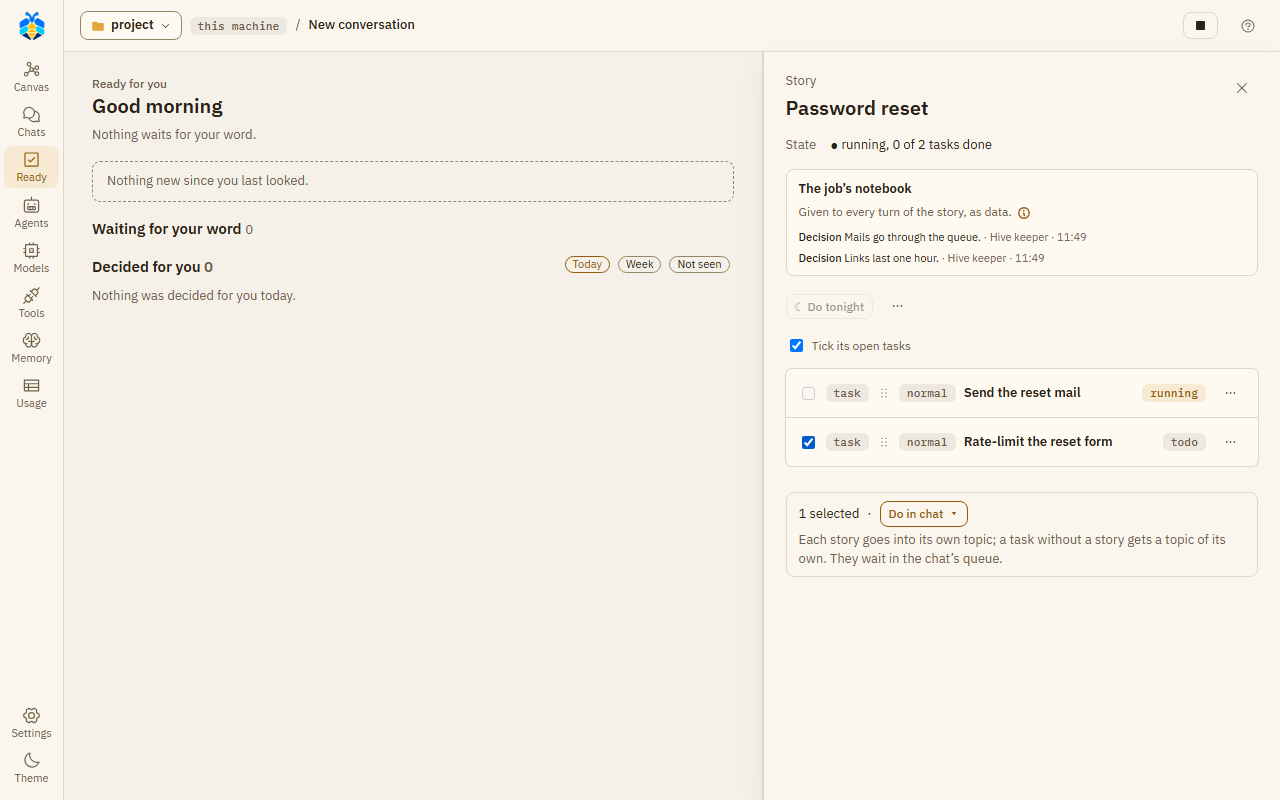 project
this machine / New conversation
Canvas
Chats
Ready
Agents
Models
Tools
Memory
Usage
Settings
Theme
Ready for you
Good morning
Nothing waits for your word.
Nothing new since you last looked.
Waiting for your word 0
Decided for you 0
Today
Week
Not seen
Nothing was decided for you today.
Story
Password reset
State ● running, 0 of 2 tasks done
The job’s notebook
Given to every turn of the story, as data.
Decision Mails go through the queue. · Hive keeper · 11:49
Decision Links last one hour. · Hive keeper · 11:49
☾ Do tonight ···
Tick its open tasks
task normal Send the reset mail running ···
task normal Rate-limit the reset form todo ···
1 selected · Do in chat
Each story goes into its own topic; a task without a story gets a topic of its
own. They wait in the chat’s queue.